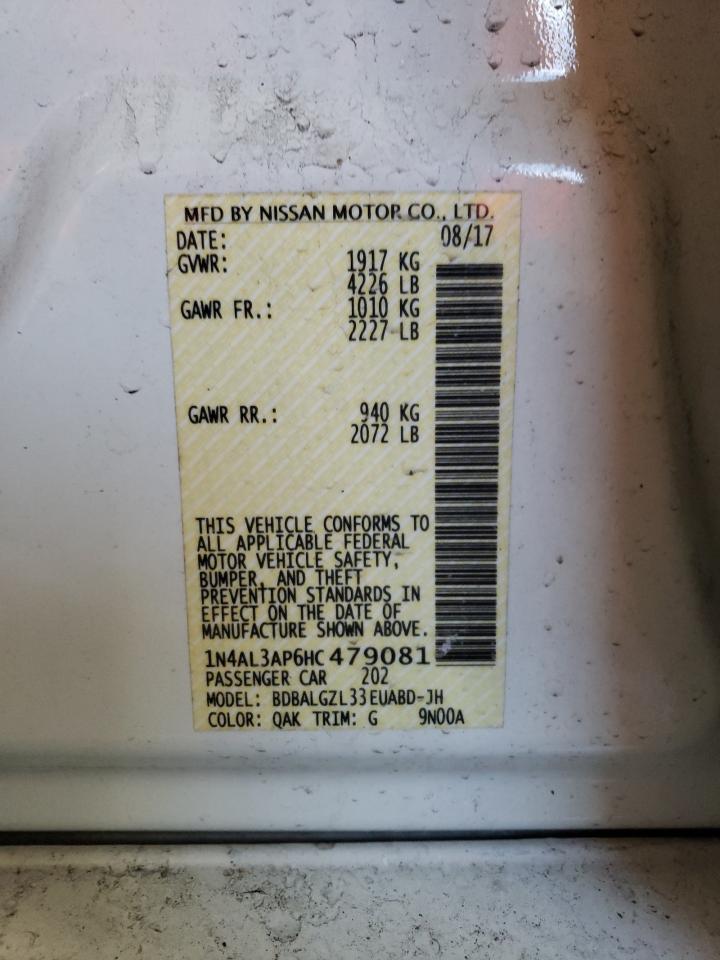 MFD BY NISSAN MOTOR CO., LTD.
DATE: 08/17
GVWR: 1917 KG
4226 LB
GAWR FR.: 1010 KG
2227 LB
GAWR RR.: 940 KG
2072 LB
THIS VEHICLE CONFORMS TO
ALL APPLICABLE FEDERAL
MOTOR VEHICLE SAFETY,
BUMPER, AND THEFT
PREVENTION STANDARDS IN
EFFECT ON THE DATE OF
MANUFACTURE SHOWN ABOVE.
1N4AL3AP6HC479081
PASSENGER CAR 202
MODEL: BDBALGZL33EUABD-JH
COLOR: QAK TRIM: G 9N00A